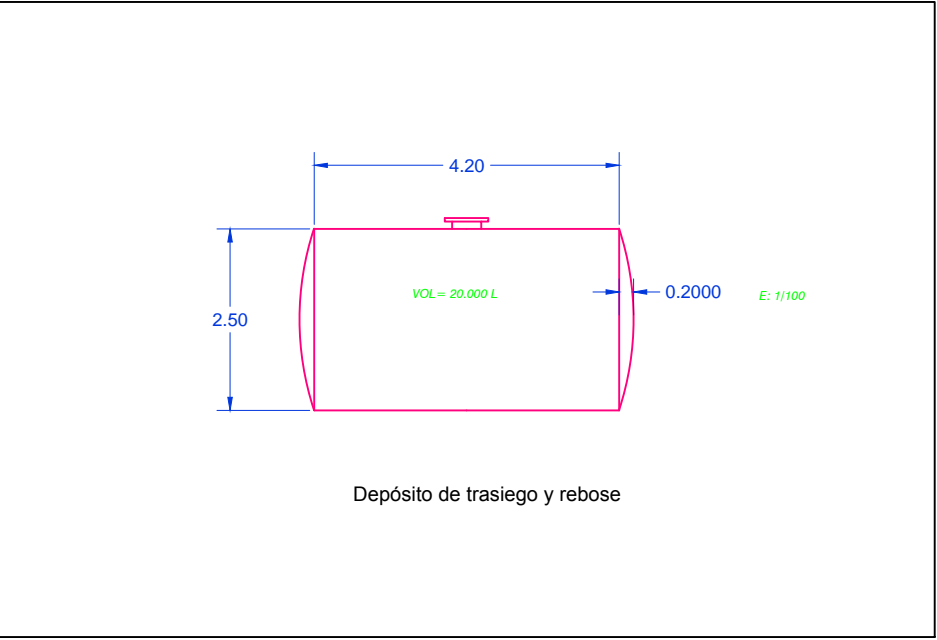 4.20
VOL= 20.000 L
0.2000
E: 1/100
2.50
Depósito de trasiego y rebose